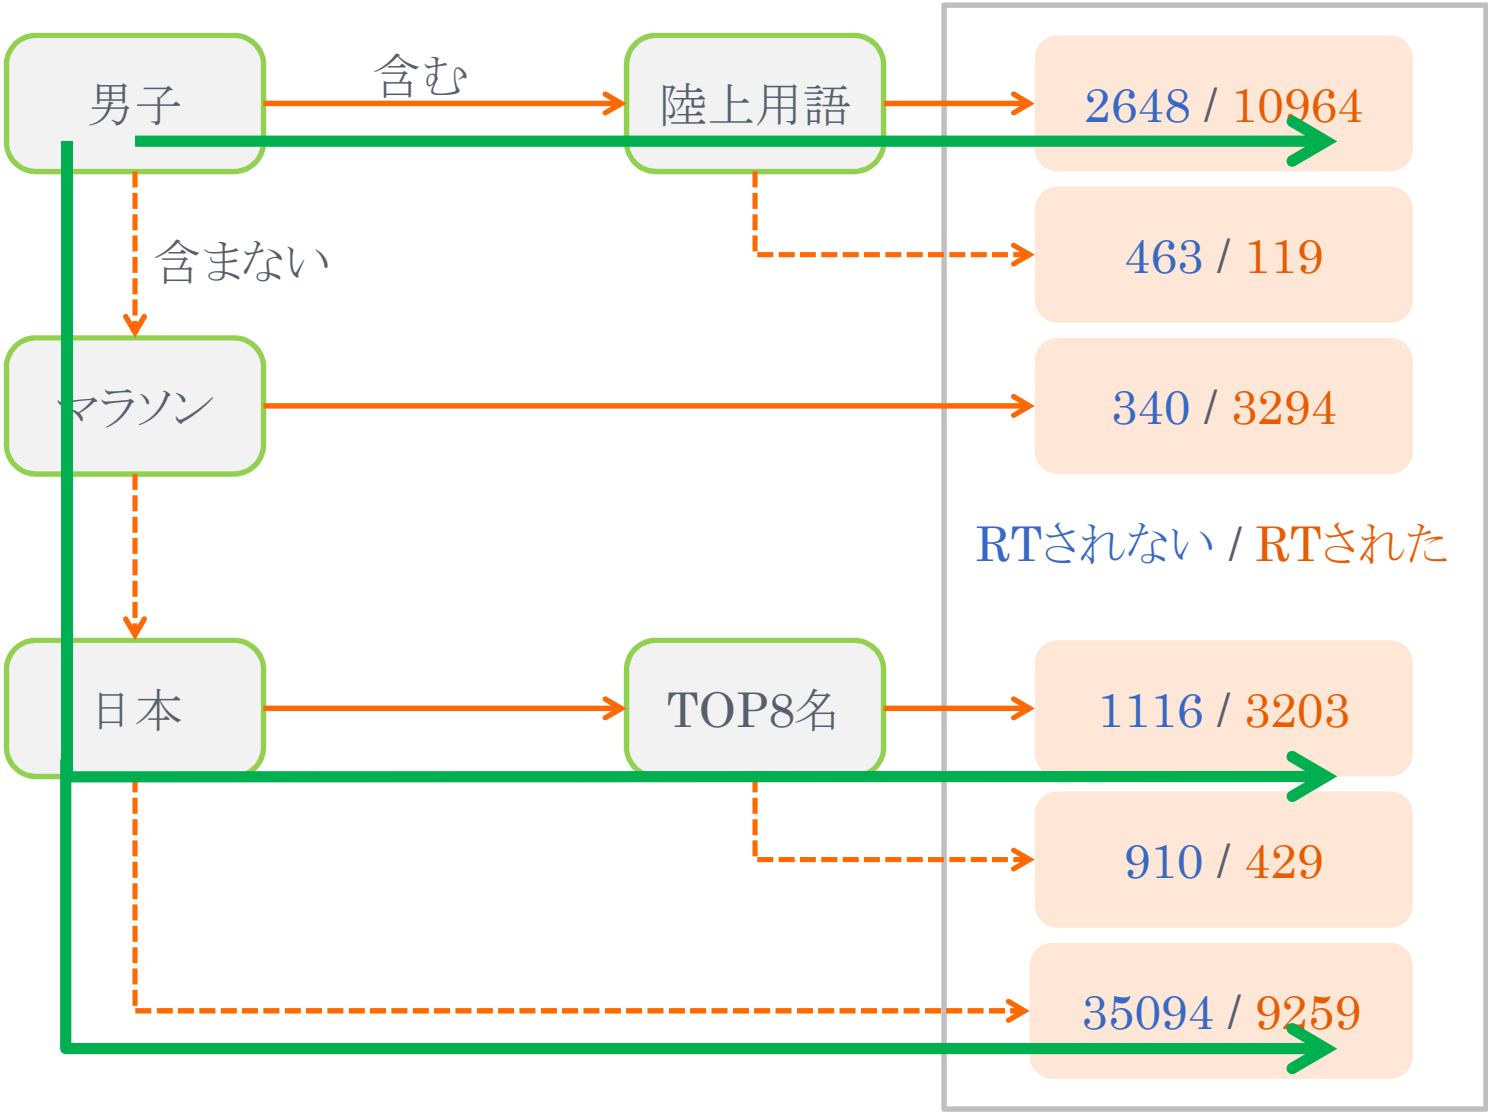 男子
含む
陸上用語
2648 / 10964
含まない
463 / 119
マラソン
340 / 3294
RTされない / RTされた
日本
TOP8名
1116 / 3203
910 / 429
35094 / 9259